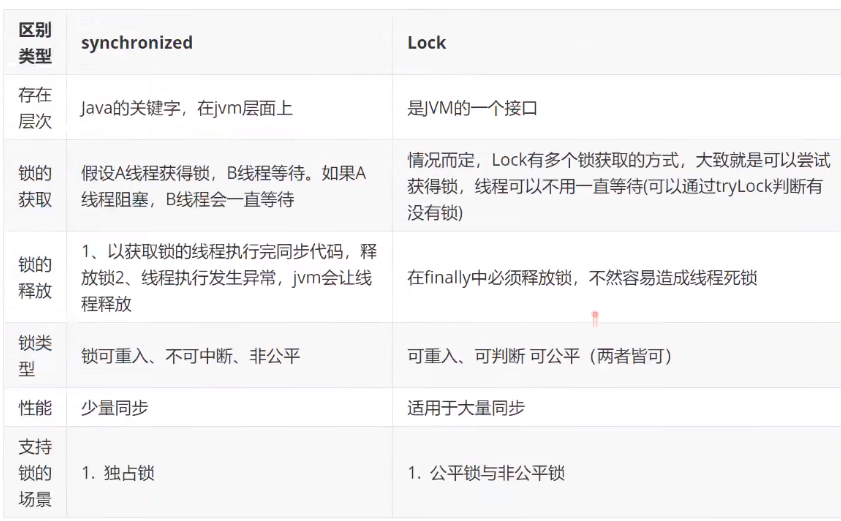 区别
类型
synchronized
Lock
存在
层次
Java的关键字，在jvm层面上
是JVM的一个接口
锁的
获取
假设A线程获得锁，B线程等待。如果A
线程阻塞，B线程会一直等待
情况而定，Lock有多个锁获取的方式，大致就是可以尝试
获得锁，线程可以不用一直等待(可以通过tryLock判断有
没有锁)
锁的
释放
1、以获取锁的线程执行完同步代码，释
放锁2、线程执行发生异常，jvm会让线
程释放
在finally中必须释放锁，不然容易造成线程死锁
锁类
型
锁可重入、不可中断、非公平
可重入、可判断 可公平（两者皆可）
性能
少量同步
适用于大量同步
支持
锁的
场景
1. 独占锁
1. 公平锁与非公平锁